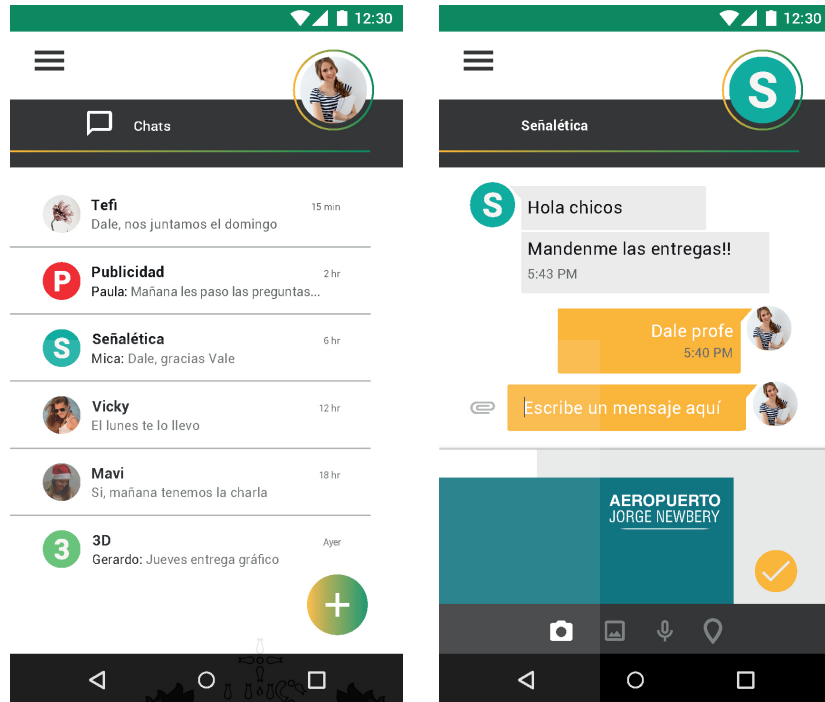 12:30
Chats
Tefi
15 min
Dale, nos juntamos el domingo
P
Publicidad
2 hr
Paula: Mañana les paso las preguntas...
S
Señalética
6 hr
Mica: Dale, gracias Vale
Vicky
12 hr
El lunes te lo llevo
Mavi
18 hr
Si, mañana tenemos la charla
3
3D
Ayer
Gerardo: Jueves entrega gráfico
12:30
S
Señalética
S
Hola chicos
Mandenme las entregas!!
5:43 PM
Dale profe
5:40 PM
Escribe un mensaje aquí
AEROPUERTO
JORGE NEWBERY